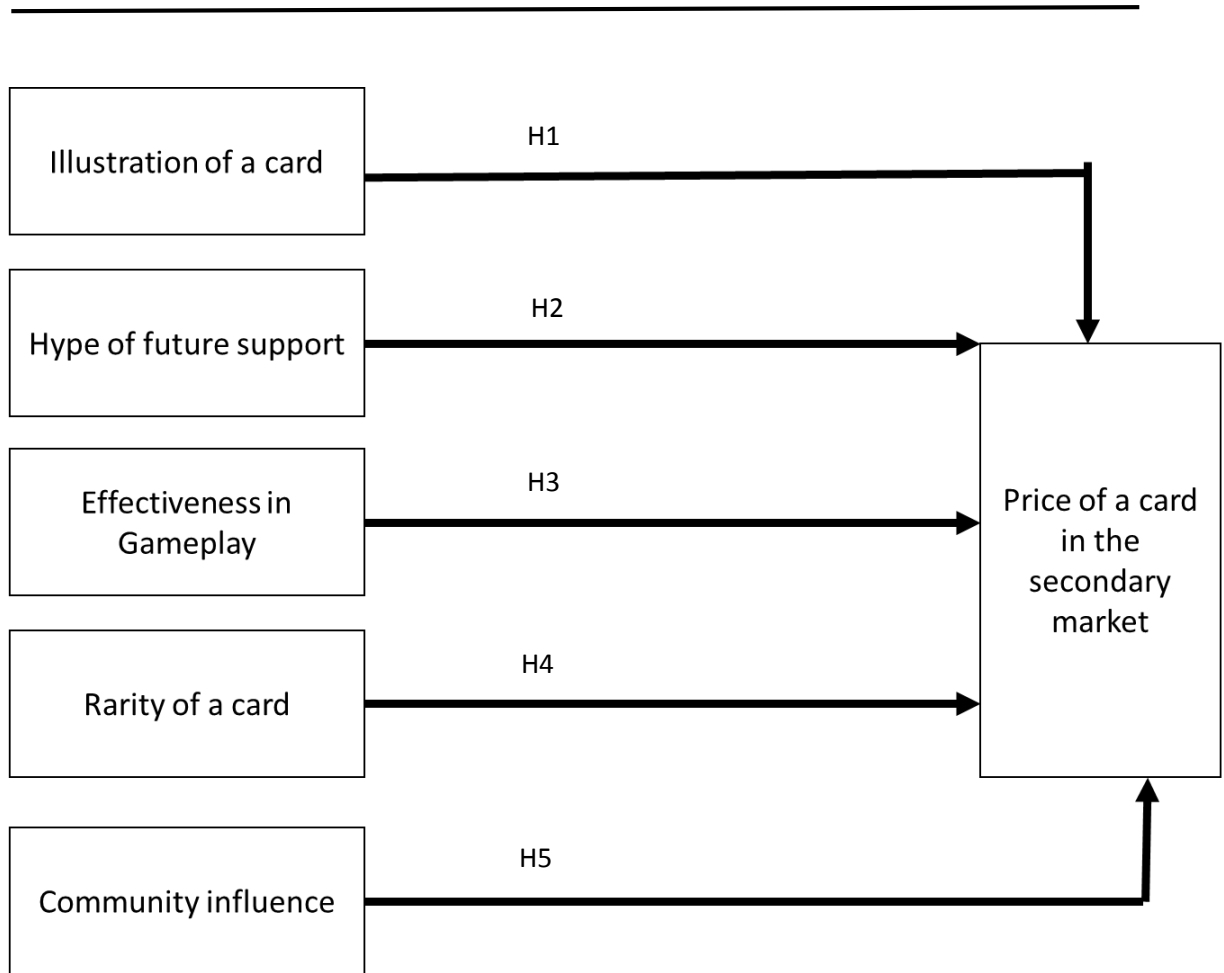 Illustration of a card
H1
Hype of future support
H2
Effectiveness in
Gameplay
H3
Price of a card
in the
secondary
market
Rarity of a card
H4
Community influence
H5